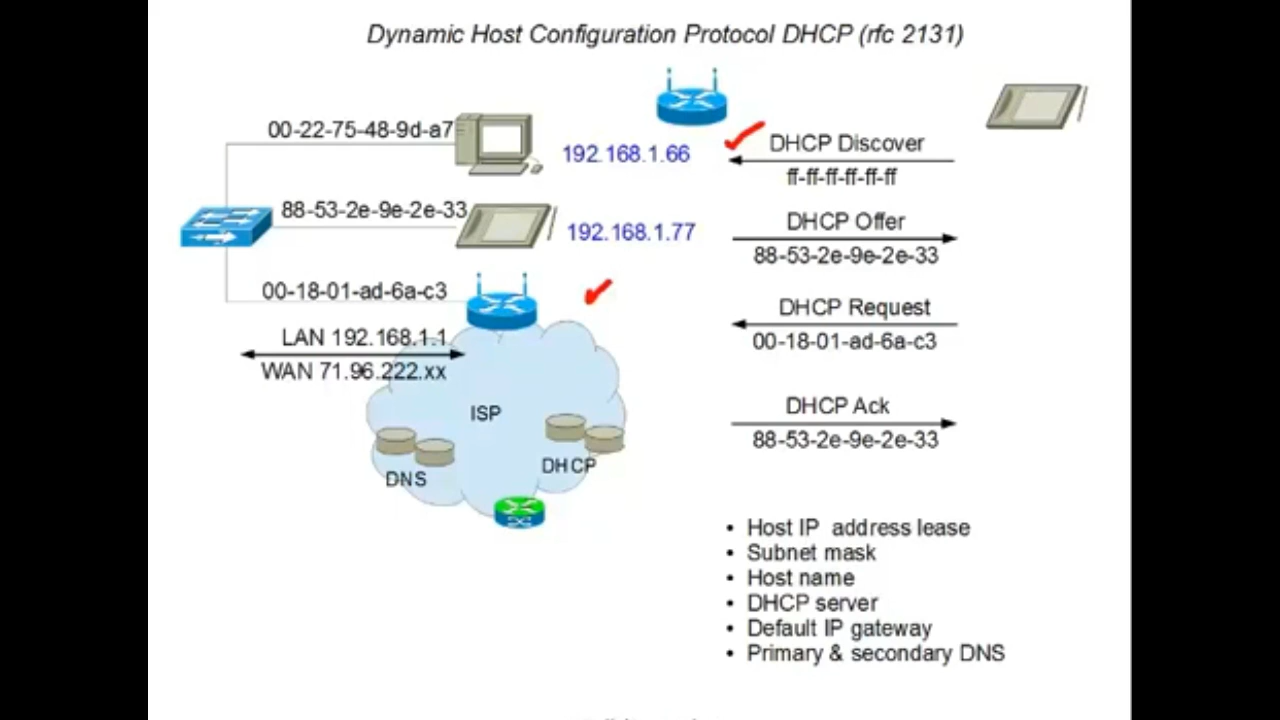 Dynamic Host Configuration Protocol DHCP (rfc 2131)
00-22-75-48-9d-a7
192.168.1.66
88-53-2e-9e-2e-33
192.168.1.77
00-18-01-ad-6a-c3
LAN 192.168.1.1
WAN 71.96.222.xx
ISP
DNS
DHCP
DHCP Discover
ff-ff-ff-ff-ff-ff
DHCP Offer
88-53-2e-9e-2e-33
DHCP Request
00-18-01-ad-6a-c3
DHCP Ack
88-53-2e-9e-2e-33
• Host IP address lease
• Subnet mask
• Host name
• DHCP server
• Default IP gateway
• Primary & secondary DNS